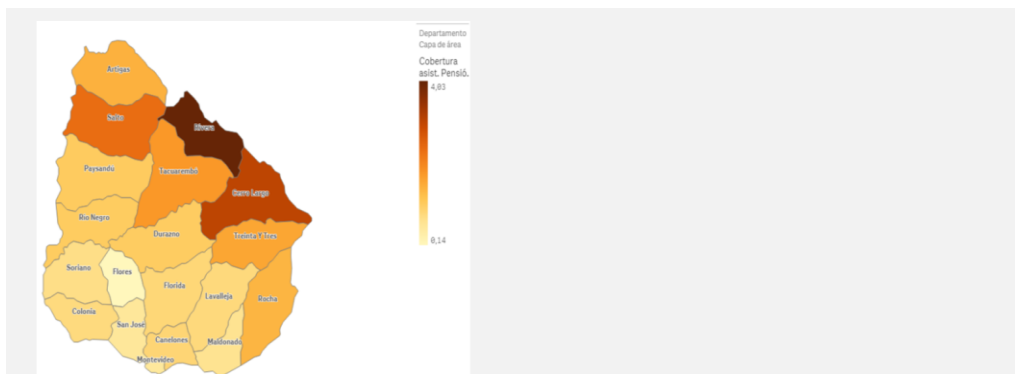 Departamento
Capa de área
Cobertura
asist. Pensió.
4,03
0,14
Artigas
Salto
Rivera
Paysandú
Tacuarembó
Cerro Largo
Río Negro
Durazno
Treinta Y Tres
Soriano
Flores
Florida
Lavalleja
Rocha
Colonia
San José
Canelones
Maldonado
Montevideo